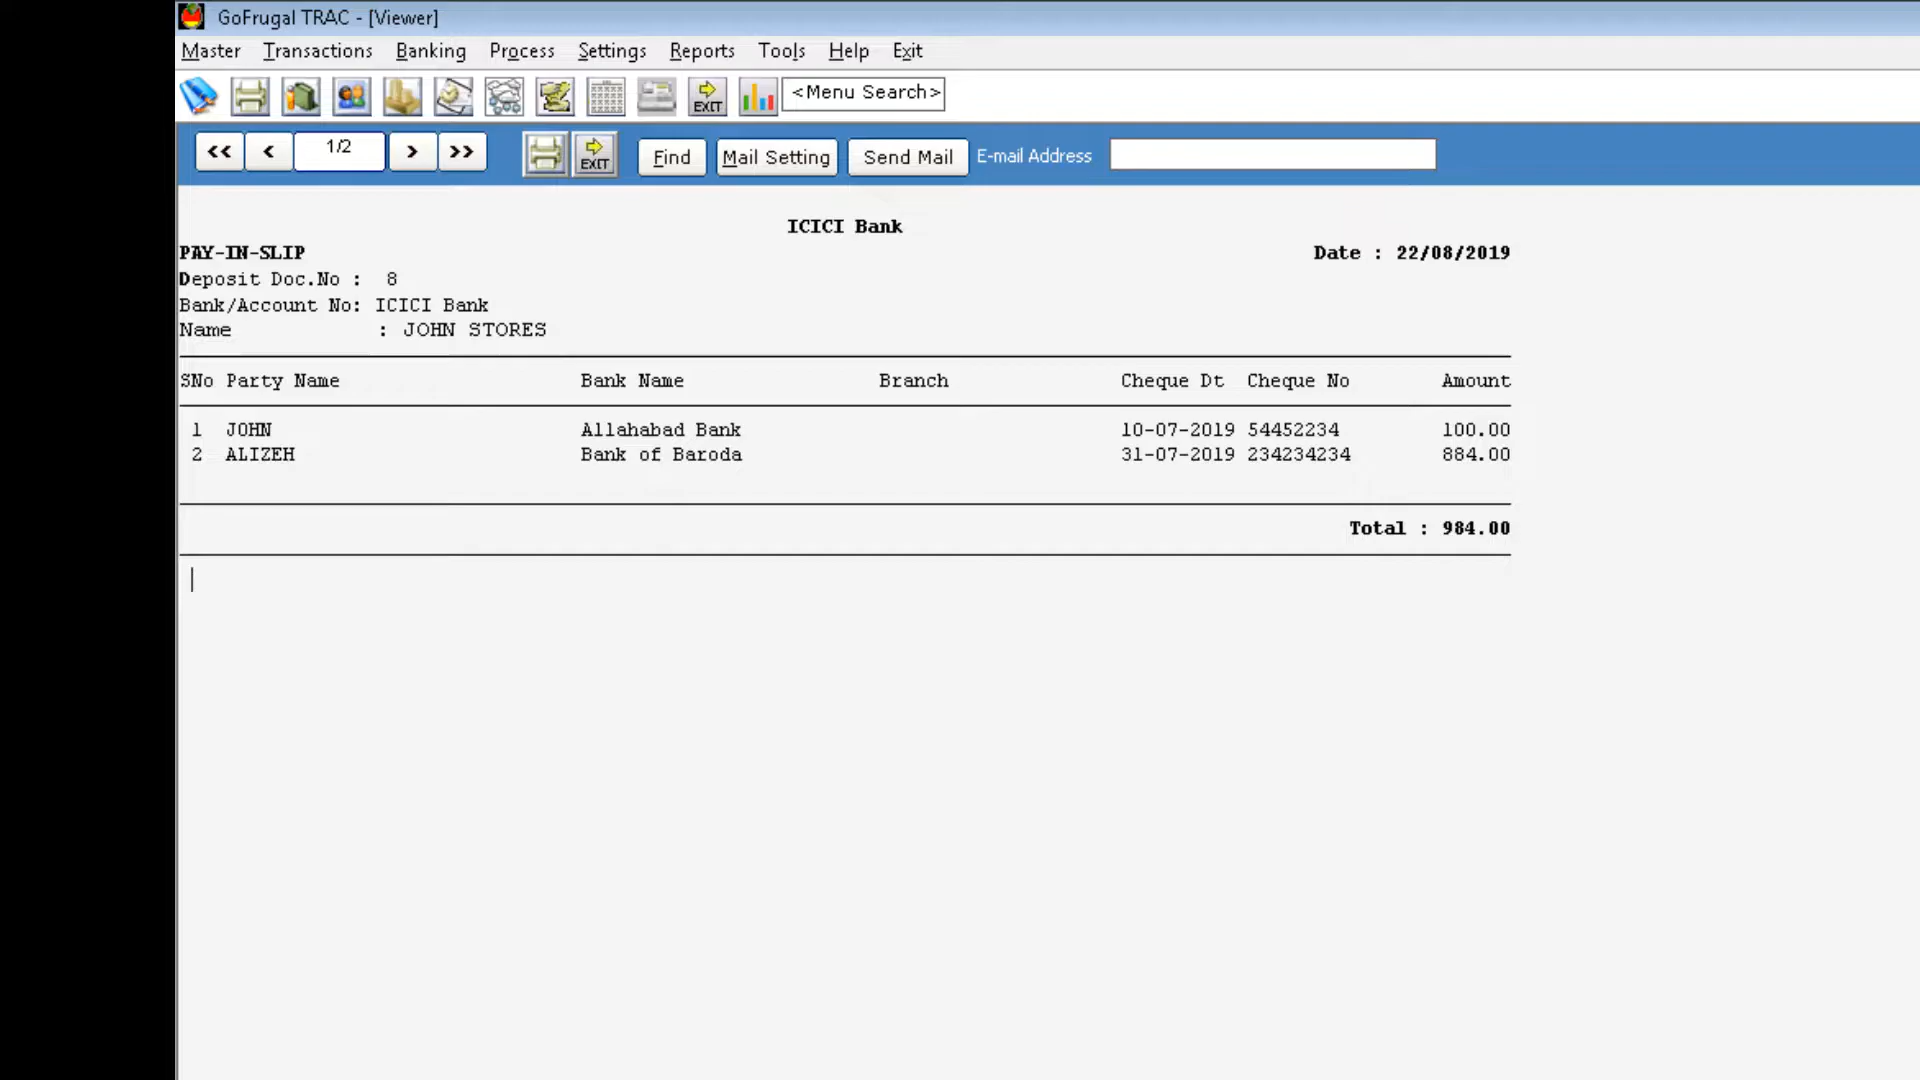 GoFrugal TRAC - [Viewer]
Master Transactions Banking Process Settings Reports Tools Help Exit
EXIT <Menu Search>
<< < 1/2 > >> EXIT Find Mail Setting Send Mail E-mail Address
ICICI Bank
PAY-IN-SLIP Date : 22/08/2019
Deposit Doc.No : 8
Bank/Account No: ICICI Bank
Name : JOHN STORES
SNo Party Name Bank Name Branch Cheque Dt Cheque No Amount
1 JOHN Allahabad Bank 10-07-2019 54452234 100.00
2 ALIZEH Bank of Baroda 31-07-2019 234234234 884.00
Total : 984.00